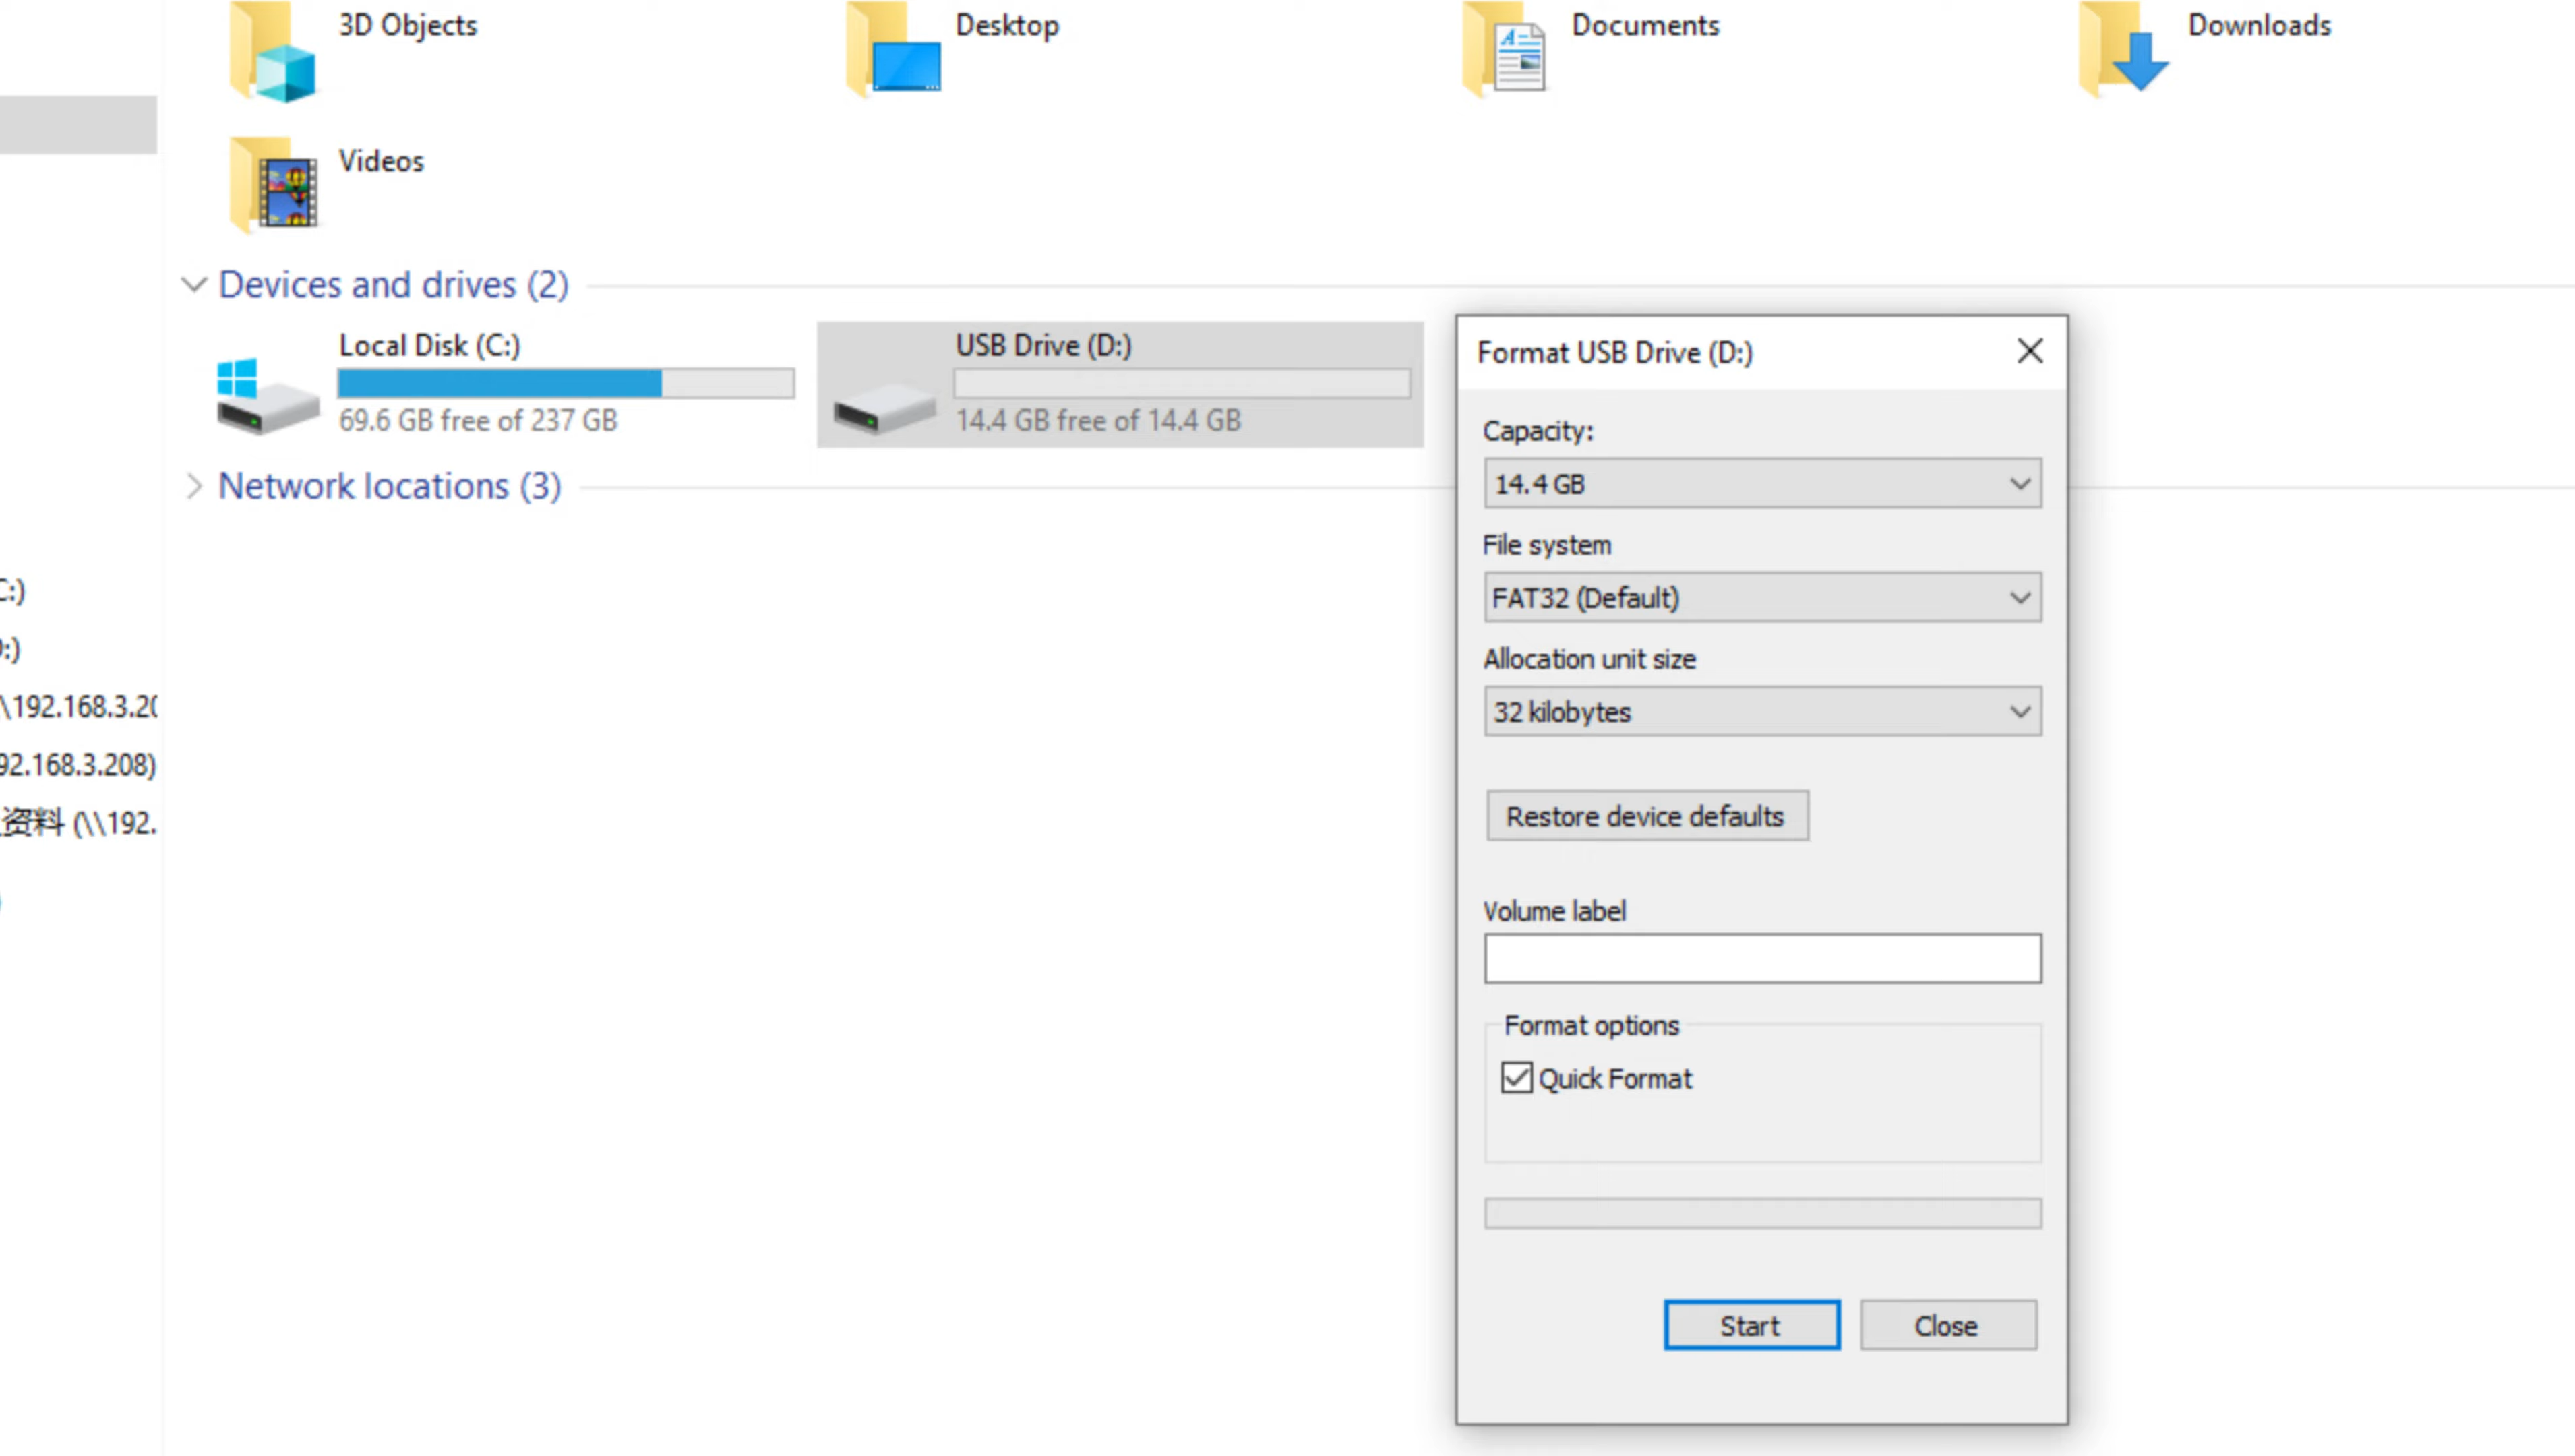 3D Objects
Desktop
Documents
Downloads
Videos
Devices and drives (2)
Local Disk (C:)
69.6 GB free of 237 GB
USB Drive (D:)
14.4 GB free of 14.4 GB
Network locations (3)
C:)
:)
\192.168.3.20
92.168.3.208)
资料 (\\192.
Format USB Drive (D:)
Capacity:
14.4 GB
File system
FAT32 (Default)
Allocation unit size
32 kilobytes
Restore device defaults
Volume label
Format options
Quick Format
Start
Close